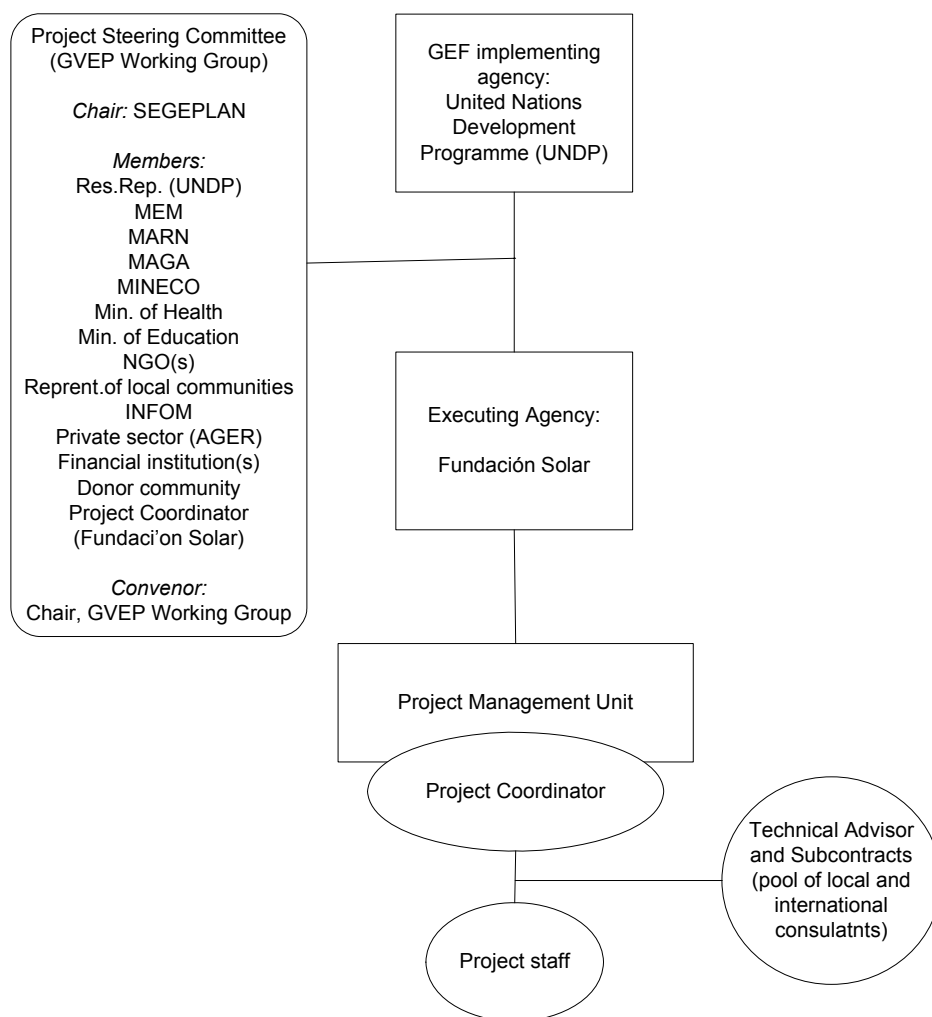 Project Steering Committee
(GVEP Working Group)
Chair: SEGEPLAN
Members:
Res.Rep. (UNDP)
MEM
MARN
MAGA
MINECO
Min. of Health
Min. of Education
NGO(s)
Reprent.of local communities
INFOM
Private sector (AGER)
Financial institution(s)
Donor community
Project Coordinator
(Fundaci'on Solar)
Convenor:
Chair, GVEP Working Group
GEF implementing
agency:
United Nations
Development
Programme (UNDP)
Executing Agency:
Fundación Solar
Project Management Unit
Project Coordinator
Technical Advisor
and Subcontracts
(pool of local and
international
consulatnts)
Project staff